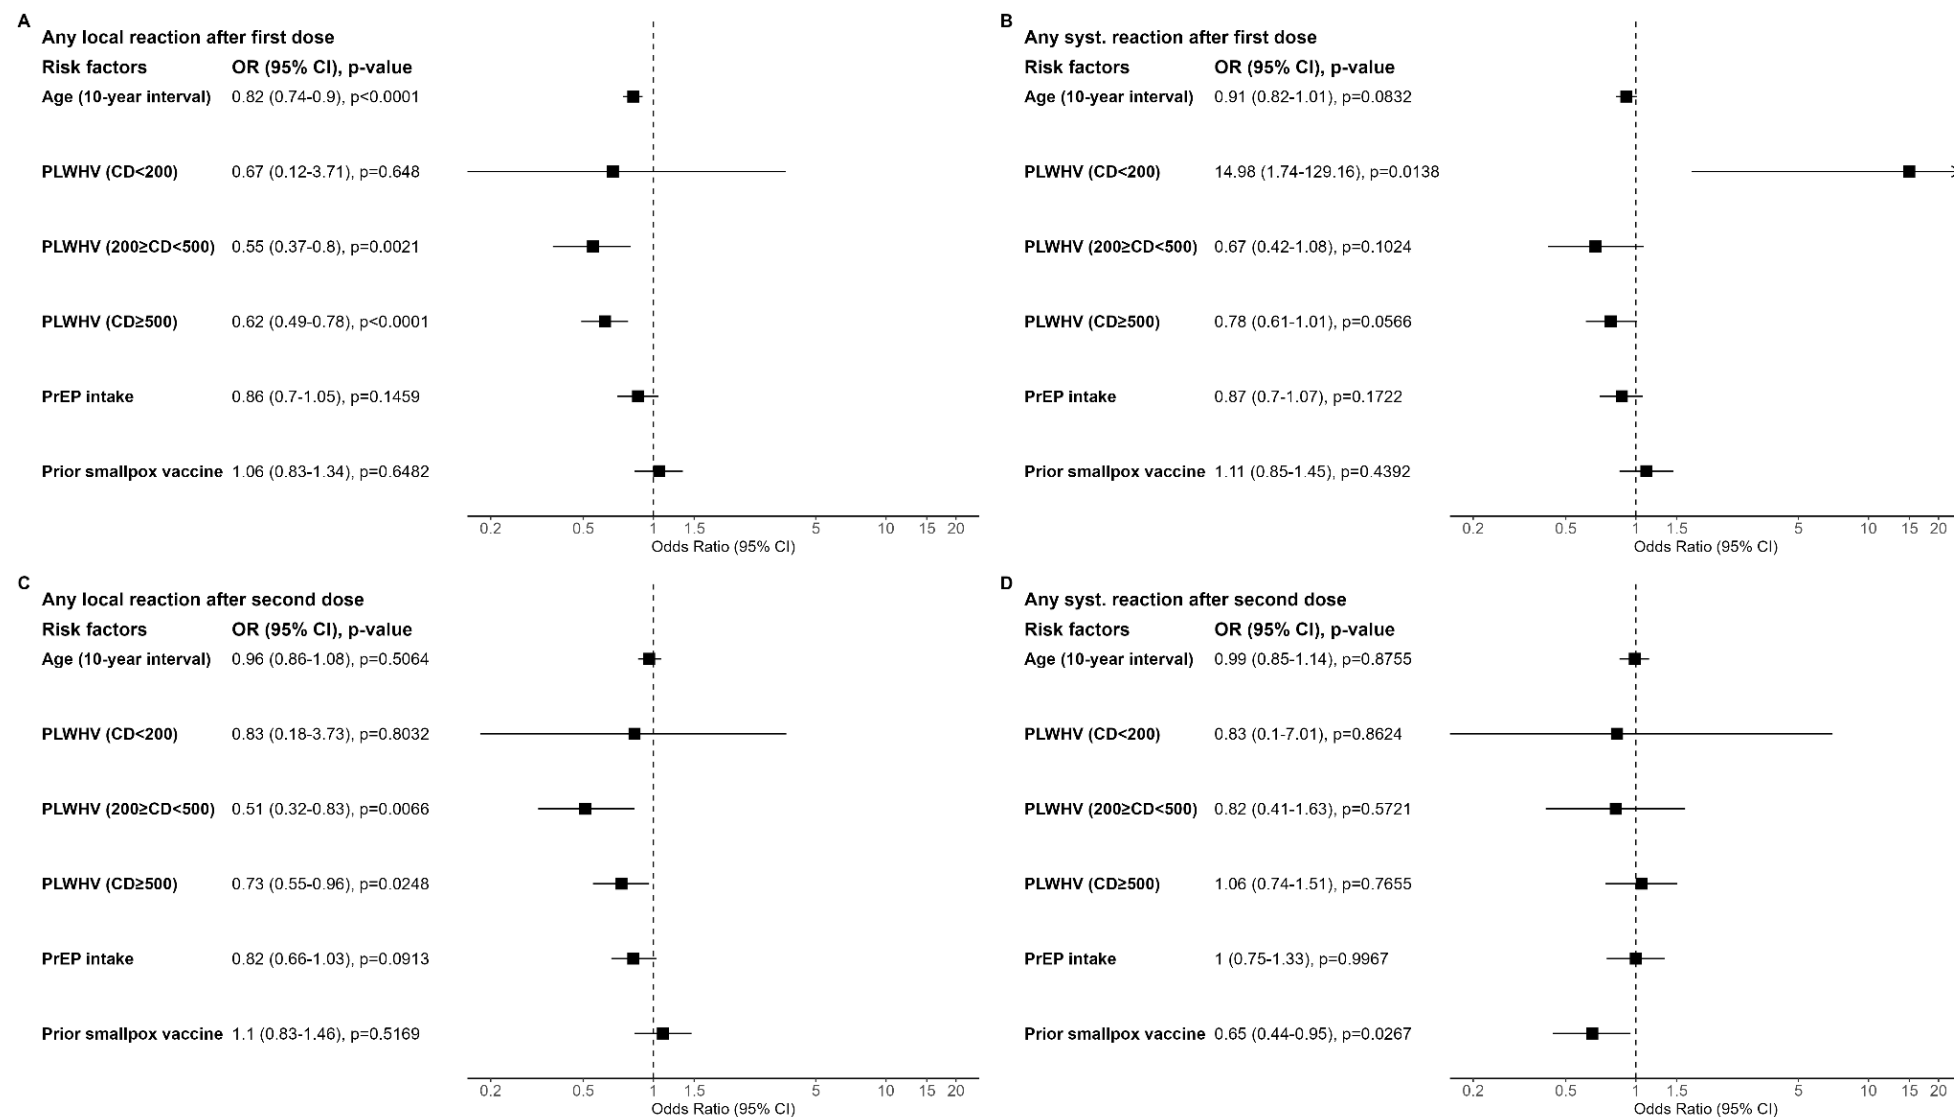 A
Any local reaction after first dose
Risk factors OR (95% CI), p-value
Age (10-year interval) 0.82 (0.74-0.9), p<0.0001
PLWHV (CD<200) 0.67 (0.12-3.71), p=0.648
PLWHV (200≥CD<500) 0.55 (0.37-0.8), p=0.0021
PLWHV (CD≥500) 0.62 (0.49-0.78), p<0.0001
PrEP intake 0.86 (0.7-1.05), p=0.1459
Prior smallpox vaccine 1.06 (0.83-1.34), p=0.6482
0.2 0.5 1 1.5 5 10 15 20
Odds Ratio (95% CI)
B
Any syst. reaction after first dose
Risk factors OR (95% CI), p-value
Age (10-year interval) 0.91 (0.82-1.01), p=0.0832
PLWHV (CD<200) 14.98 (1.74-129.16), p=0.0138
PLWHV (200≥CD<500) 0.67 (0.42-1.08), p=0.1024
PLWHV (CD≥500) 0.78 (0.61-1.01), p=0.0566
PrEP intake 0.87 (0.7-1.07), p=0.1722
Prior smallpox vaccine 1.11 (0.85-1.45), p=0.4392
0.2 0.5 1 1.5 5 10 15 20
Odds Ratio (95% CI)
C
Any local reaction after second dose
Risk factors OR (95% CI), p-value
Age (10-year interval) 0.96 (0.86-1.08), p=0.5064
PLWHV (CD<200) 0.83 (0.18-3.73), p=0.8032
PLWHV (200≥CD<500) 0.51 (0.32-0.83), p=0.0066
PLWHV (CD≥500) 0.73 (0.55-0.96), p=0.0248
PrEP intake 0.82 (0.66-1.03), p=0.0913
Prior smallpox vaccine 1.1 (0.83-1.46), p=0.5169
0.2 0.5 1 1.5 5 10 15 20
Odds Ratio (95% CI)
D
Any syst. reaction after second dose
Risk factors OR (95% CI), p-value
Age (10-year interval) 0.99 (0.85-1.14), p=0.8755
PLWHV (CD<200) 0.83 (0.1-7.01), p=0.8624
PLWHV (200≥CD<500) 0.82 (0.41-1.63), p=0.5721
PLWHV (CD≥500) 1.06 (0.74-1.51), p=0.7655
PrEP intake 1 (0.75-1.33), p=0.9967
Prior smallpox vaccine 0.65 (0.44-0.95), p=0.0267
0.2 0.5 1 1.5 5 10 15 20
Odds Ratio (95% CI)